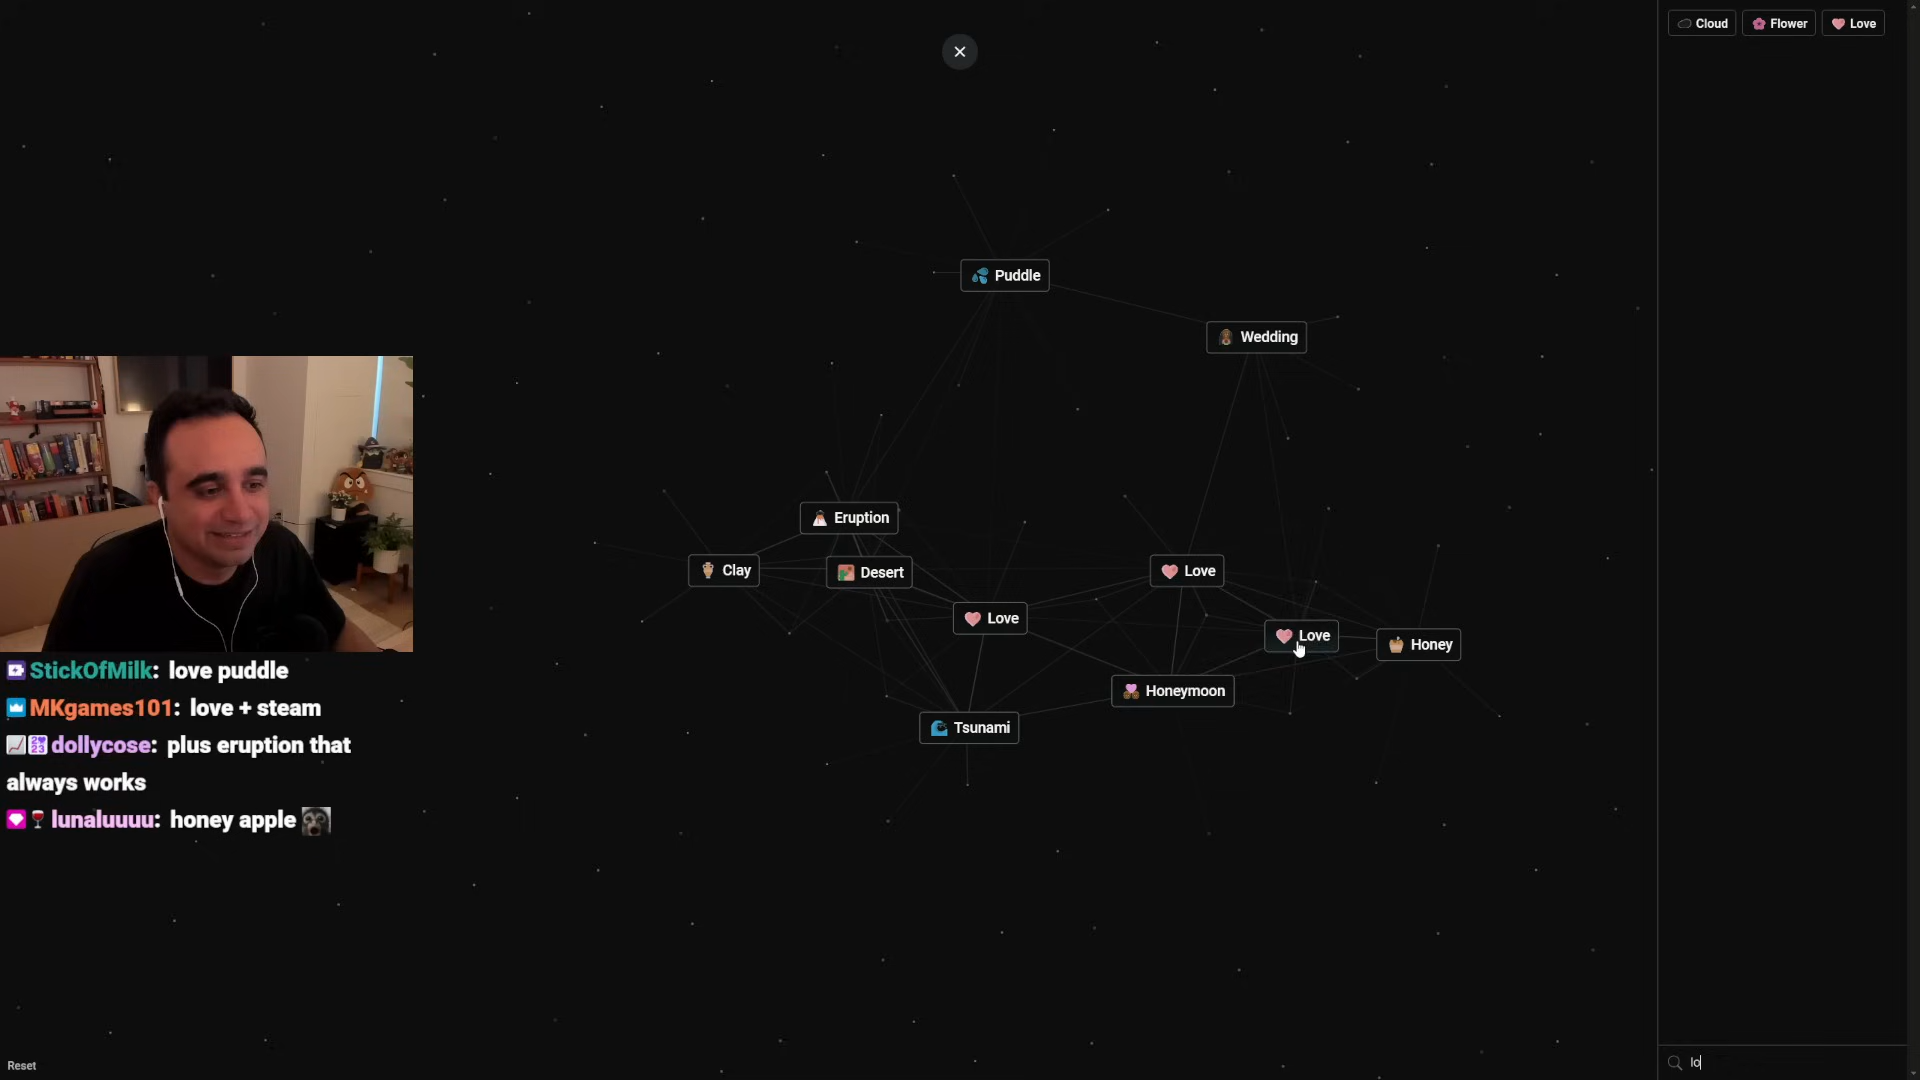 Cloud
Flower
Love
Puddle
Wedding
Eruption
Clay
Desert
Love
Love
Love
Honey
Honeymoon
Tsunami
StickOfMilk: love puddle
MKgames101: love + steam
dollycose: plus eruption that
always works
lunaluuuu: honey apple
Reset
lo